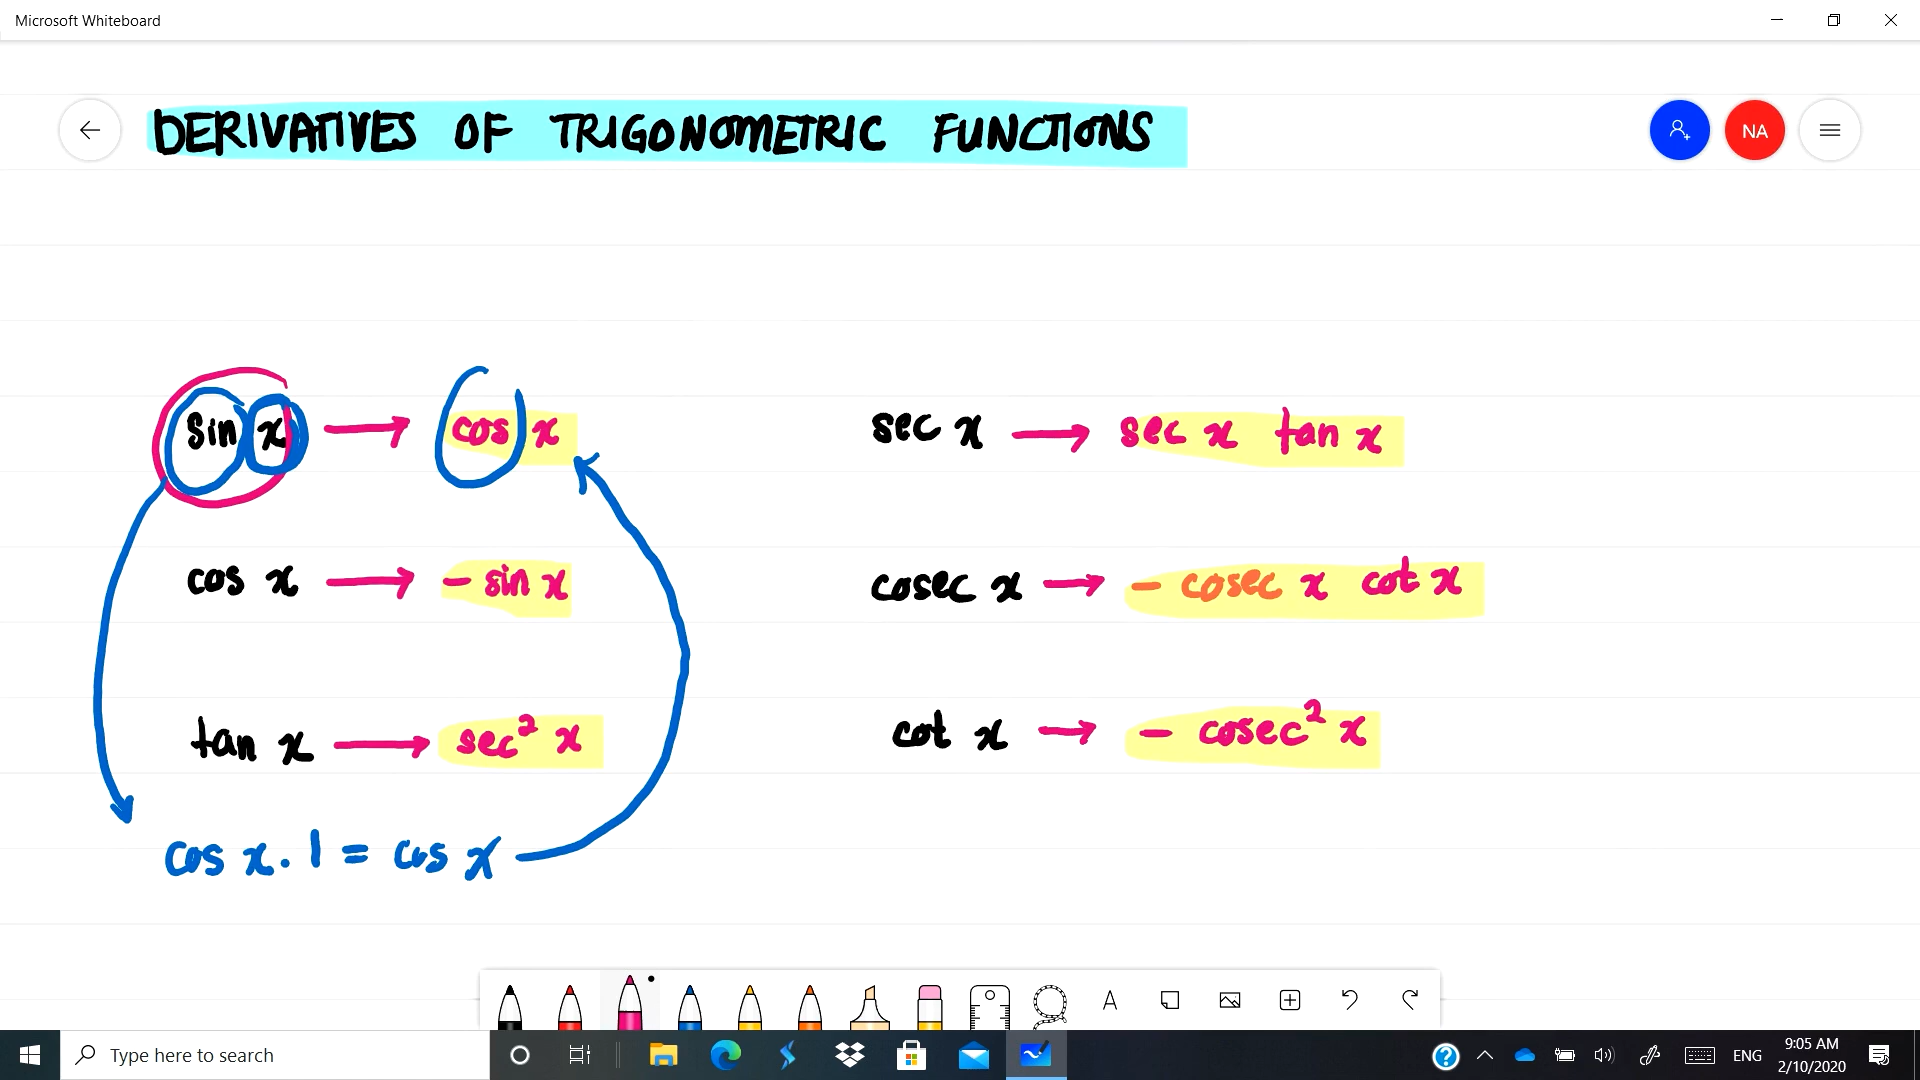 Microsoft Whiteboard
DERIVATIVES OF TRIGONOMETRIC FUNCTIONS
NA
sin x → cos x
sec x → sec x tan x
cos x → - sin x
cosec x → - cosec x cot x
tan x → sec² x
cot x → - cosec² x
cos x . 1 = cos x
A
Type here to search
ENG
9:05 AM
2/10/2020